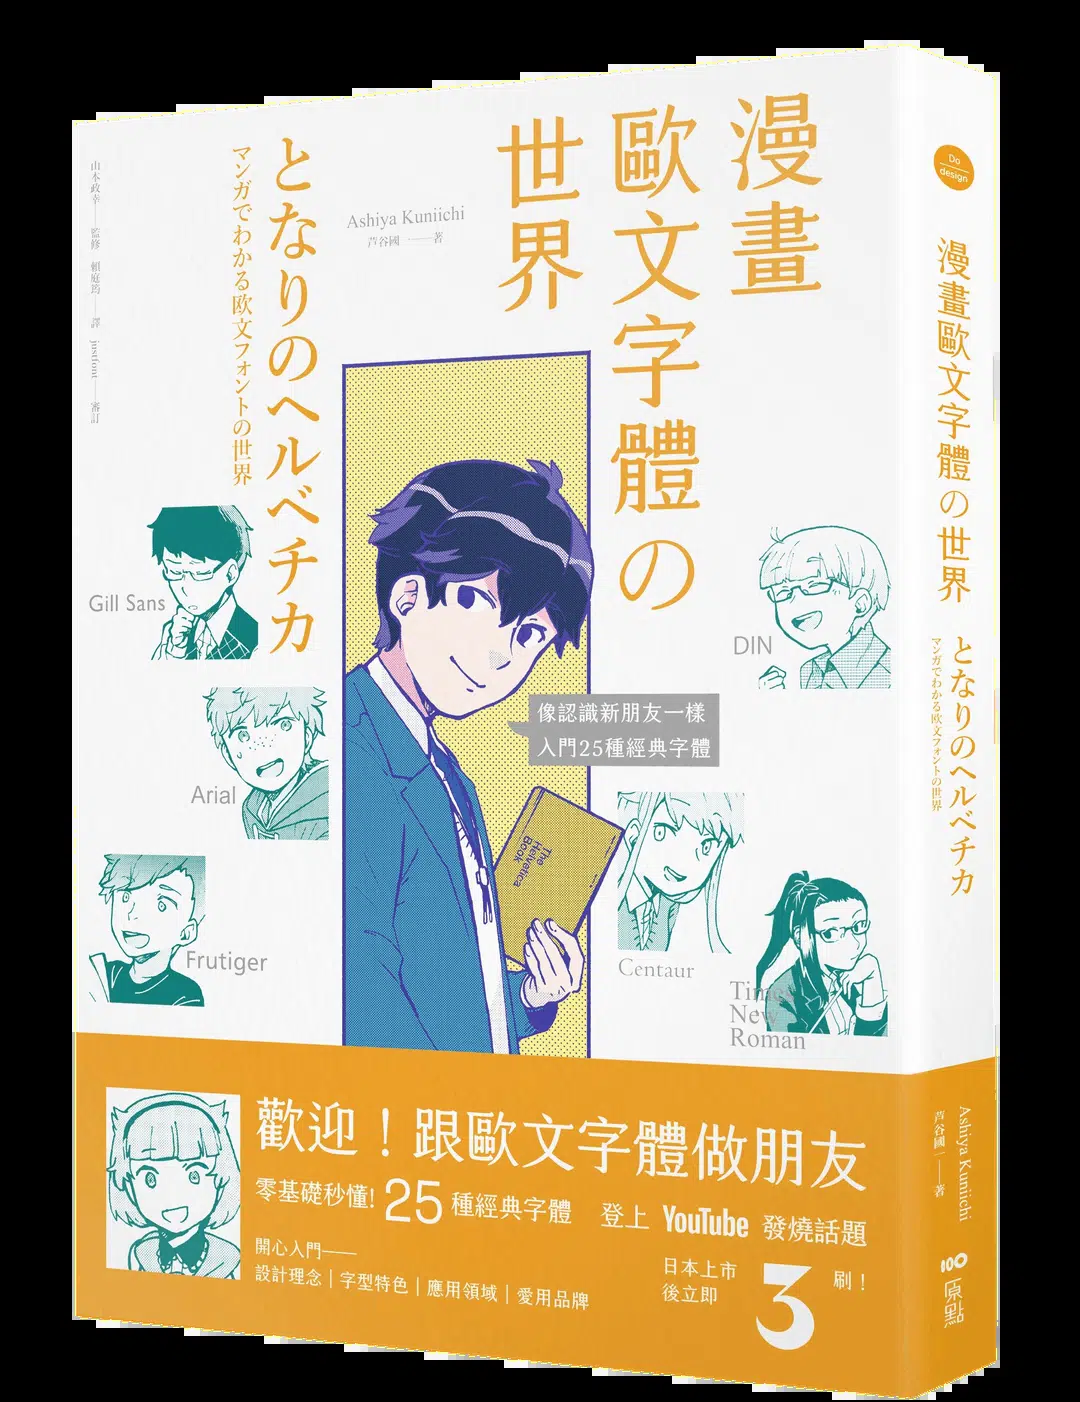 漫畫
歐文字體の
世界
Ashiya Kuniichi
芦谷國一——著
となりのヘルベチカ
マンガでわかる欧文フォントの世界
山本政幸——監修 賴庭筠——譯 justfont——審訂
Gill Sans
Arial
Frutiger
DIN
Centaur
Times
New
Roman
像認識新朋友一樣
入門25種經典字體
The
Helvetica
Book
歡迎！跟歐文字體做朋友
零基礎秒懂! 25 種經典字體 登上 YouTube 發燒話題
開心入門——
設計理念｜字型特色｜應用領域｜愛用品牌
日本上市
後立即
3 刷！
Do
design
漫畫歐文字體の世界
となりのヘルベチカ
マンガでわかる欧文フォントの世界
Ashiya Kuniichi
芦谷國一——著
原點